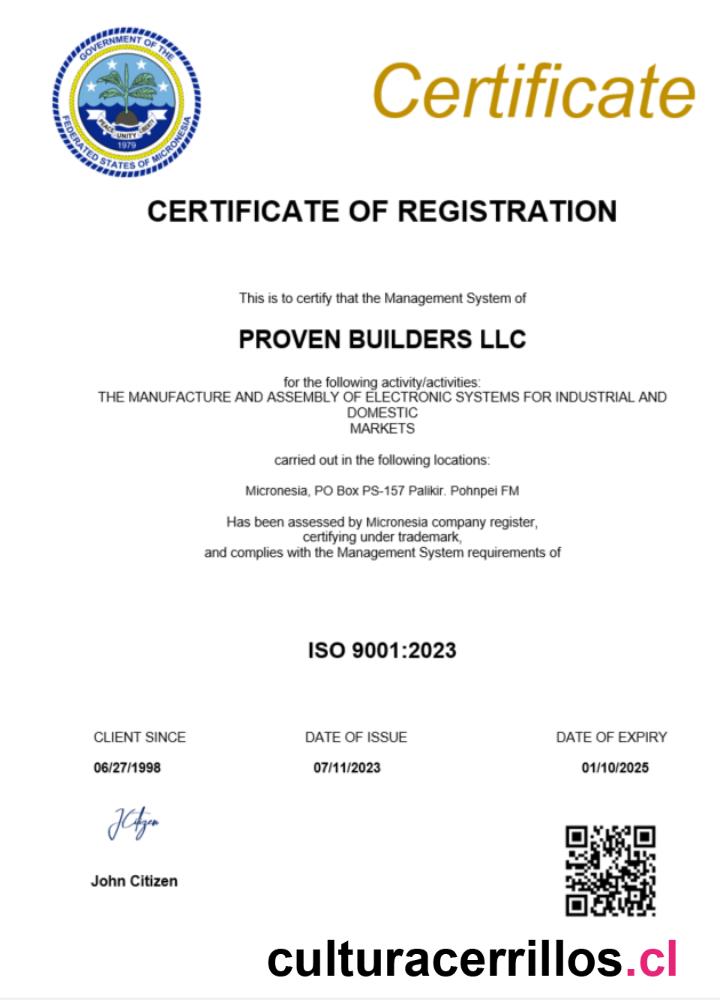 GOVERNMENT OF THE
FEDERATED STATES OF MICRONESIA
PEACE UNITY LIBERTY
1979
Certificate
CERTIFICATE OF REGISTRATION
This is to certify that the Management System of
PROVEN BUILDERS LLC
for the following activity/activities:
THE MANUFACTURE AND ASSEMBLY OF ELECTRONIC SYSTEMS FOR INDUSTRIAL AND
DOMESTIC
MARKETS
carried out in the following locations:
Micronesia, PO Box PS-157 Palikir. Pohnpei FM
Has been assessed by Micronesia company register,
certifying under trademark,
and complies with the Management System requirements of
ISO 9001:2023
CLIENT SINCE DATE OF ISSUE DATE OF EXPIRY
06/27/1998 07/11/2023 01/10/2025
JCitizen
John Citizen
culturacerrillos.cl